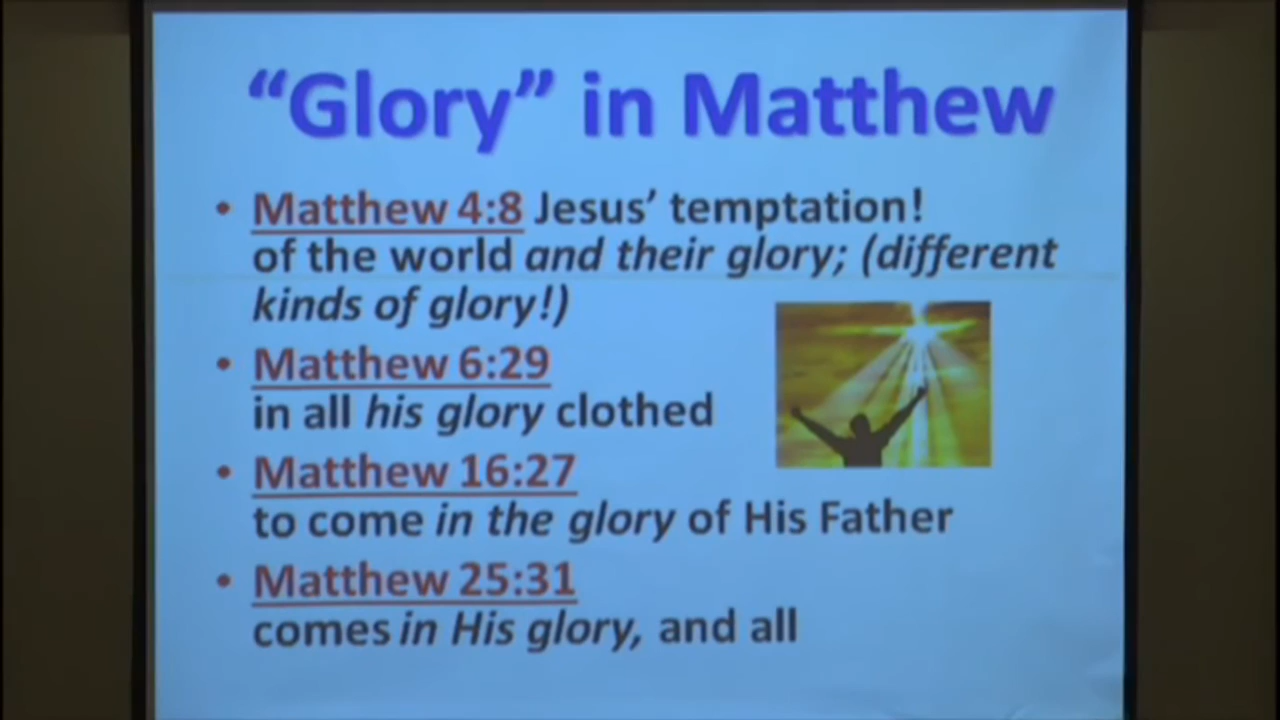 “Glory” in Matthew
• Matthew 4:8 Jesus’ temptation!
of the world and their glory; (different
kinds of glory!)
• Matthew 6:29
in all his glory clothed
• Matthew 16:27
to come in the glory of His Father
• Matthew 25:31
comes in His glory, and all